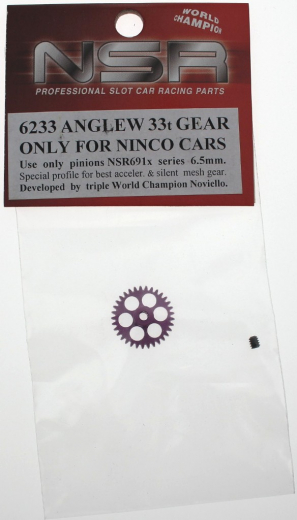 WORLD
CHAMPION
NSR
PROFESSIONAL SLOT CAR RACING PARTS
6233 ANGLEW 33t GEAR
ONLY FOR NINCO CARS
Use only pinions NSR691x series 6.5mm.
Special profile for best acceler. & silent mesh gear.
Developed by triple World Champion Noviello.